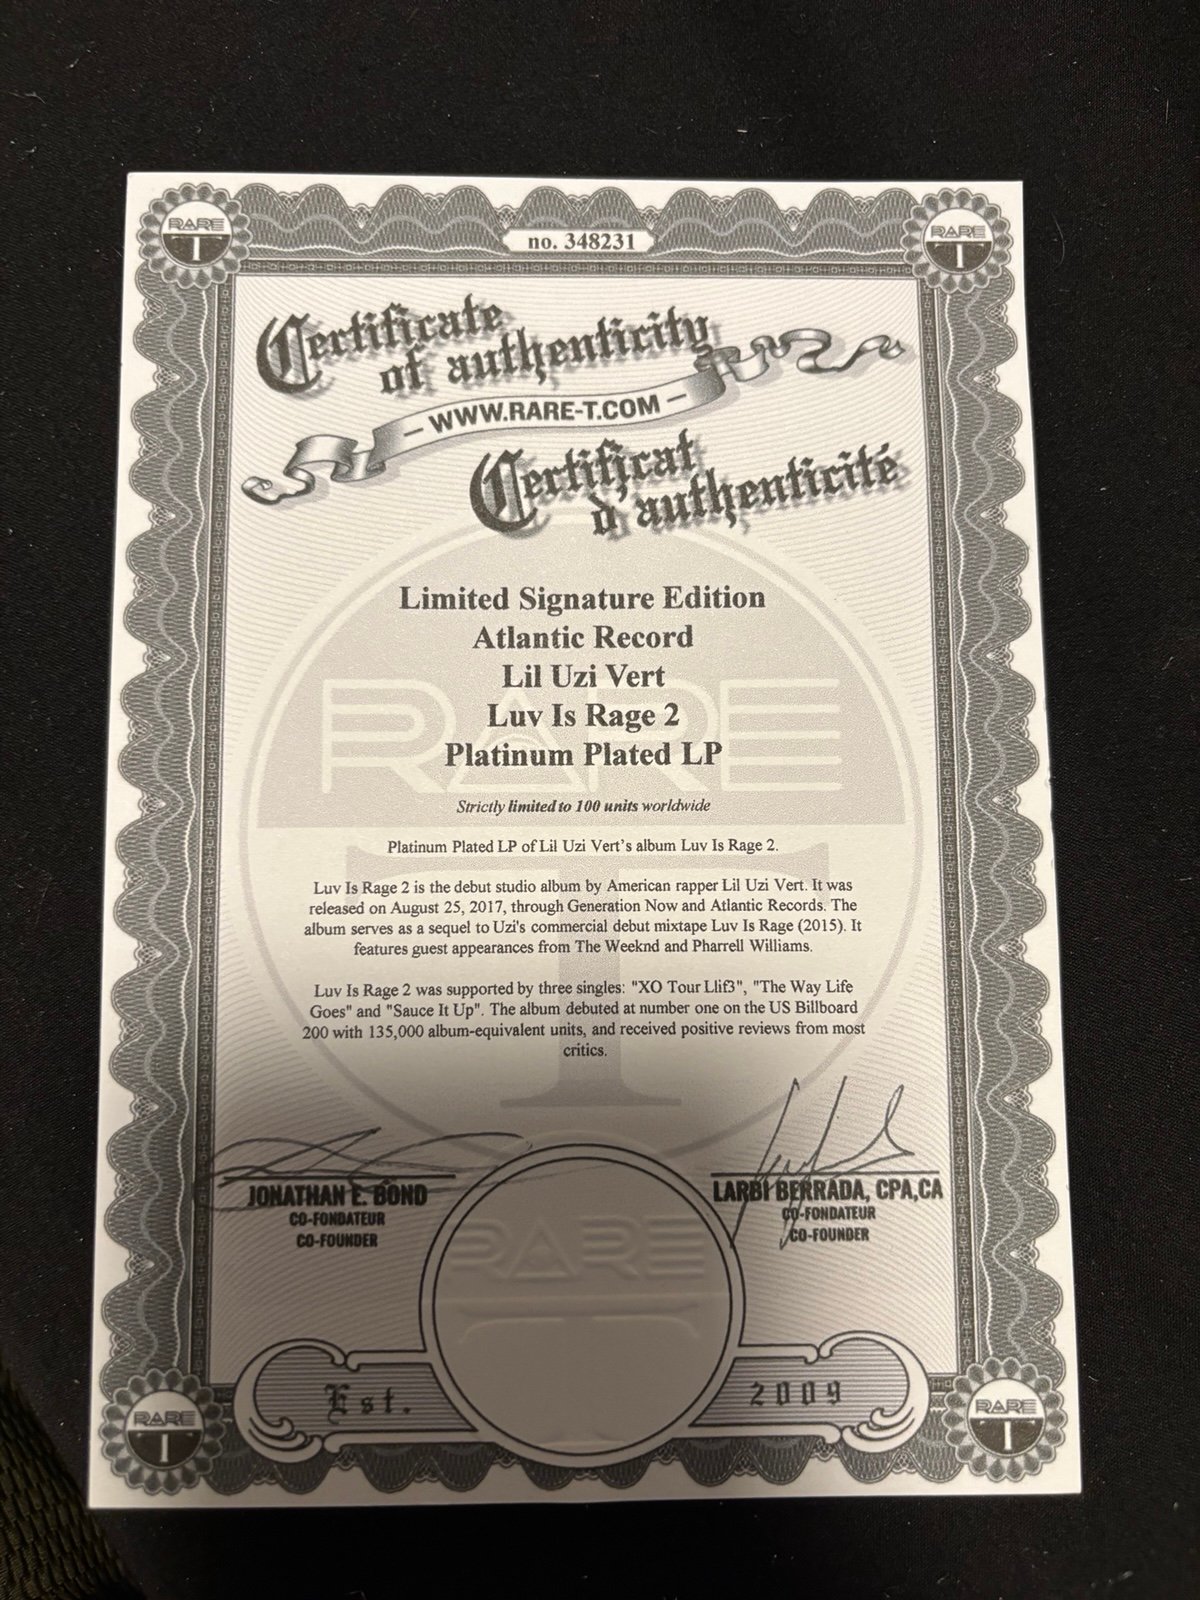 RARE
T
no. 348231
RARE
T
Certificate
of authenticity
WWW.RARE-T.COM
Certificat
d'authenticité
Limited Signature Edition
Atlantic Record
Lil Uzi Vert
Luv Is Rage 2
Platinum Plated LP
RARE
T
Strictly limited to 100 units worldwide
Platinum Plated LP of Lil Uzi Vert's album Luv Is Rage 2.
Luv Is Rage 2 is the debut studio album by American rapper Lil Uzi Vert. It was
released on August 25, 2017, through Generation Now and Atlantic Records. The
album serves as a sequel to Uzi's commercial debut mixtape Luv Is Rage (2015). It
features guest appearances from The Weeknd and Pharrell Williams.
Luv Is Rage 2 was supported by three singles: "XO Tour Llif3", "The Way Life
Goes" and "Sauce It Up". The album debuted at number one on the US Billboard
200 with 135,000 album-equivalent units, and received positive reviews from most
critics.
JONATHAN E. BOND
CO-FONDATEUR
CO-FOUNDER
LARBI BERRADA, CPA,CA
CO-FONDATEUR
CO-FOUNDER
RARE
T
Est.
2009
RARE
T
RARE
T